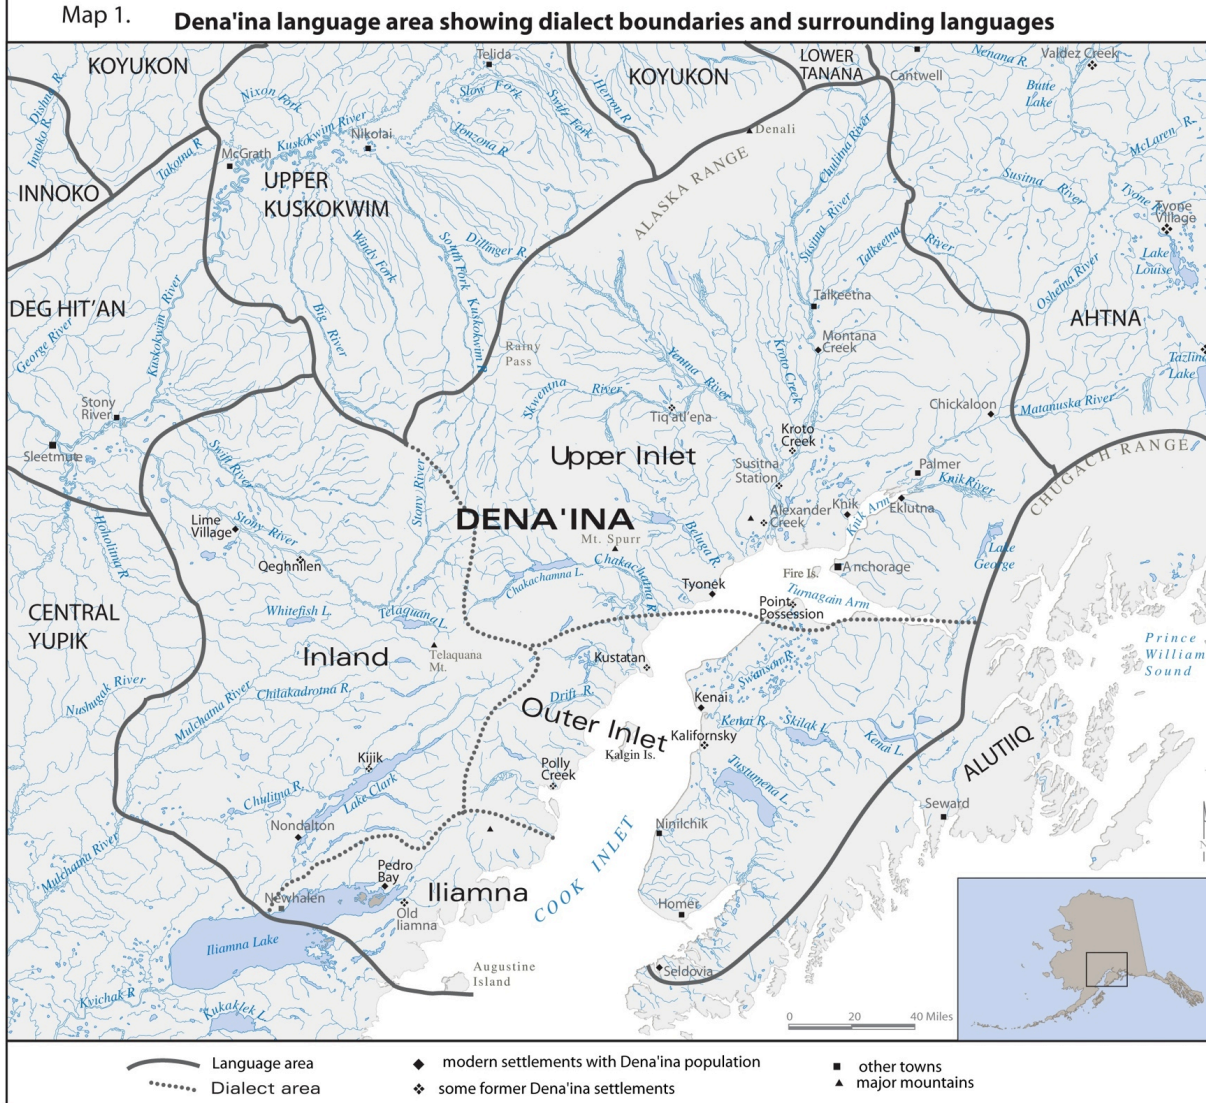 Map 1.
Dena'ina language area showing dialect boundaries and surrounding languages
KOYUKON
Telida
KOYUKON
LOWER
TANANA
Cantwell
Nenana R.
Valdez Creek
Dishna R.
Innoko R.
Nixon Fork
Slow Fork
Swift Fork
Herron R.
Butte
Lake
Kuskokwim River
Nikolai
Tonzona R.
Denali
Chulitna River
McLaren R.
Takotna R.
McGrath
INNOKO
UPPER
KUSKOKWIM
ALASKA RANGE
Susitna River
Tyone R.
Tyone
Village
Windy Fork
South Fork Kuskokwim R.
Dillinger R.
Susitna River
Talkeetna River
Lake
Louise
Oshetna River
DEG HIT'AN
George River
Kuskokwim River
Big River
Talkeetna
AHTNA
Rainy
Pass
Montana
Creek
Kroto Creek
Yentna River
Tazlina
Lake
Skwentna River
Stony
River
Tiq'atl'ena
Chickaloon
Matanuska River
Sleetmute
Swift River
Upper Inlet
Kroto
Creek
CHUGACH RANGE
Stony River
Susitna
Station
Palmer
Knik River
Lime
Village
Stony River
DENA'INA
Alexander
Creek
Knik
Knik Arm
Eklutna
Hoholitna R
Mt. Spurr
Beluga R.
Lake
George
Qeghnilen
Chakachamna L.
Chakachatna R.
Fire Is.
Anchorage
CENTRAL
YUPIK
Whitefish L.
Telaquan L.
Tyonek
Turnagain Arm
Point
Possession
Inland
Telaquana
Mt.
Kustatan
Swanson R.
Prince
William
Sound
Nushagak River
Mulchatna River
Chilakadrotna R.
Drift R.
Kenai
Outer Inlet
Kenai R.
Skilak L.
Kenai L.
Kalifornsky
Kalgin Is.
ALUTIIQ
Kijik
Polly
Creek
Tustumena L.
Chulitna R.
Lake Clark
Nondalton
COOK INLET
Ninilchik
Seward
Mulchatna River
Pedro
Bay
Iliamna
Newhalen
Old
Iliamna
Homer
Iliamna Lake
Augustine
Island
Seldovia
Kvichak R
Kukaklek L.
0 20 40 Miles
Language area
modern settlements with Dena'ina population
other towns
Dialect area
some former Dena'ina settlements
major mountains